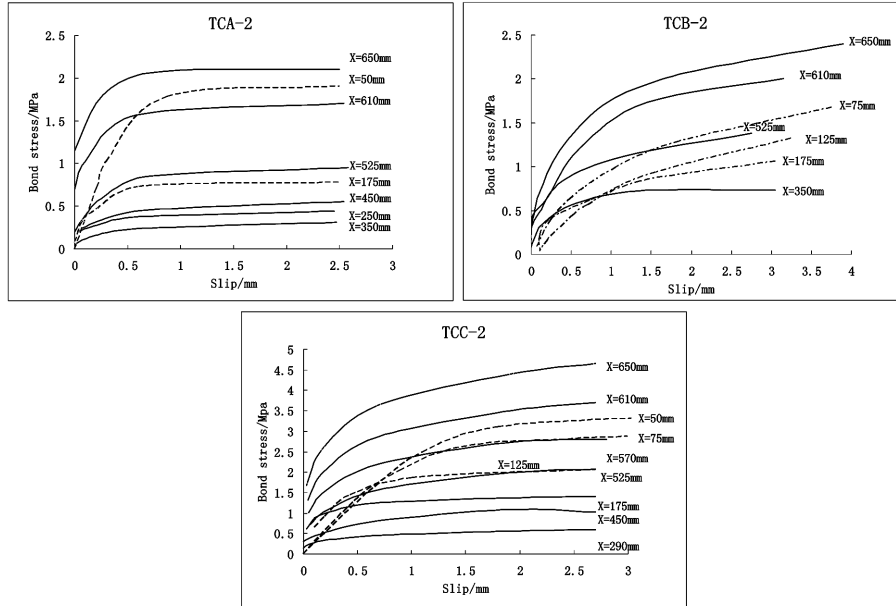 TCA-2
Bond stress/MPa
2.5
2
1.5
1
0.5
0
0
0.5
1
1.5
2
2.5
3
Slip/mm
X=650mm
X=50mm
X=610mm
X=525mm
X=175mm
X=450mm
X=250mm
X=350mm
TCB-2
Bond stress/MPa
2.5
2
1.5
1
0.5
0
0
0.5
1
1.5
2
2.5
3
3.5
4
Slip/mm
X=650mm
X=610mm
X=75mm
X=525mm
X=125mm
X=175mm
X=350mm
TCC-2
Bond stress/Mpa
5
4.5
4
3.5
3
2.5
2
1.5
1
0.5
0
0
0.5
1
1.5
2
2.5
3
Slip/mm
X=650mm
X=610mm
X=50mm
X=75mm
X=570mm
X=125mm
X=525mm
X=175mm
X=450mm
X=290mm